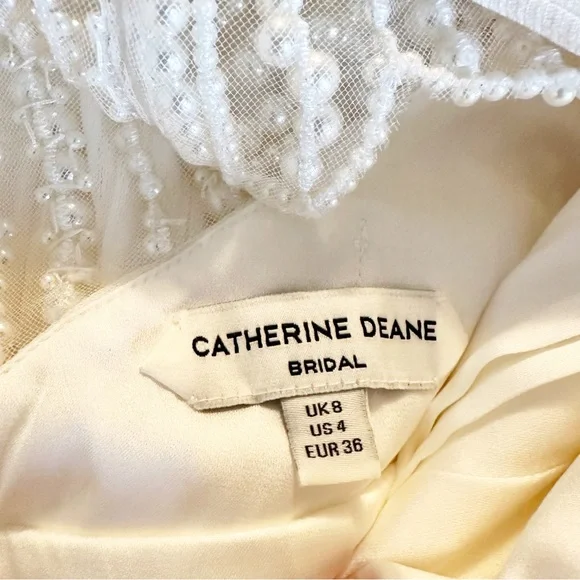 CATHERINE DEANE
BRIDAL
UK 8
US 4
EUR 36